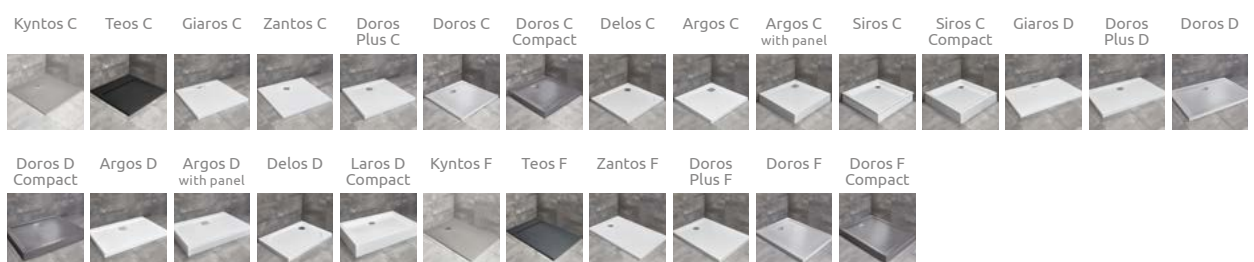 Kyntos C Teos C Giaros C Zantos C Doros Plus C Doros C Doros C Compact Delos C Argos C Argos C with panel Siros C Siros C Compact Giaros D Doros Plus D Doros D
Doros D Compact Argos D Argos D with panel Delos D Laros D Compact Kyntos F Teos F Zantos F Doros Plus F Doros F Doros F Compact